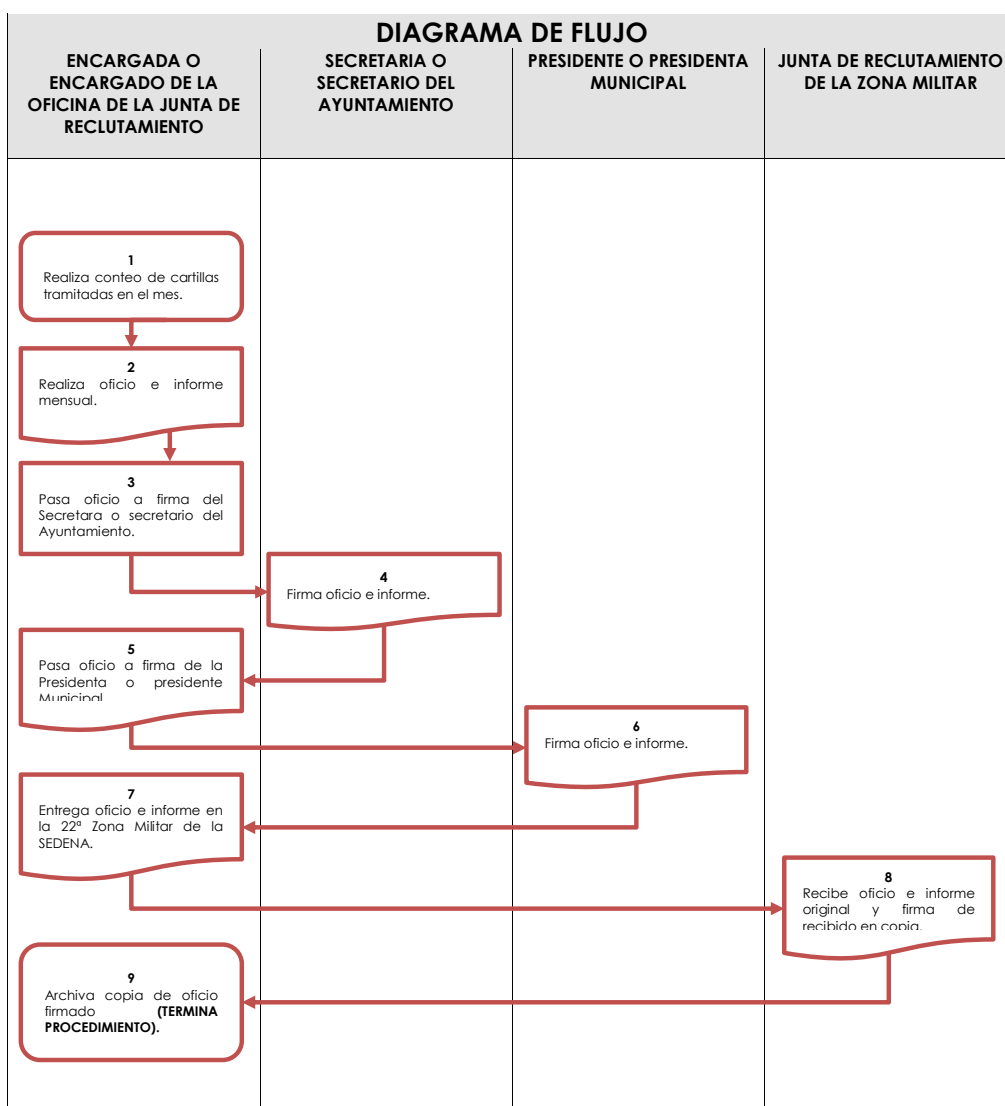 DIAGRAMA DE FLUJO
ENCARGADA O
ENCARGADO DE LA
OFICINA DE LA JUNTA DE
RECLUTAMIENTO
SECRETARIA O
SECRETARIO DEL
AYUNTAMIENTO
PRESIDENTE O PRESIDENTA
MUNICIPAL
JUNTA DE RECLUTAMIENTO
DE LA ZONA MILITAR
1
Realiza conteo de cartillas
tramitadas en el mes.
2
Realiza oficio e informe
mensual.
3
Pasa oficio a firma del
Secretara o secretario del
Ayuntamiento.
4
Firma oficio e informe.
5
Pasa oficio a firma de la
Presidenta o presidente
Municipal
6
Firma oficio e informe.
7
Entrega oficio e informe en
la 22ª Zona Militar de la
SEDENA.
8
Recibe oficio e informe
original y firma de
recibido en copia.
9
Archiva copia de oficio
firmado (TERMINA
PROCEDIMIENTO).